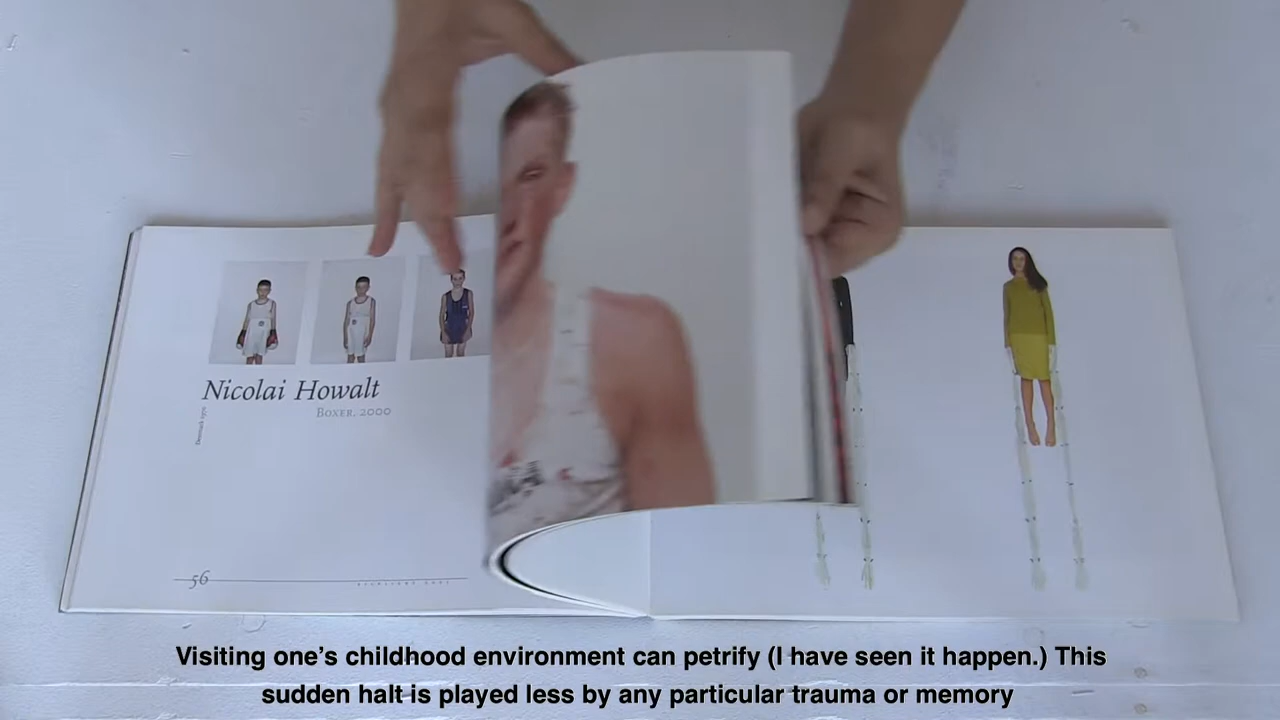 Nicolai Howalt
Boxer, 2000
56
Visiting one's childhood environment can petrify (I have seen it happen.) This
sudden halt is played less by any particular trauma or memory